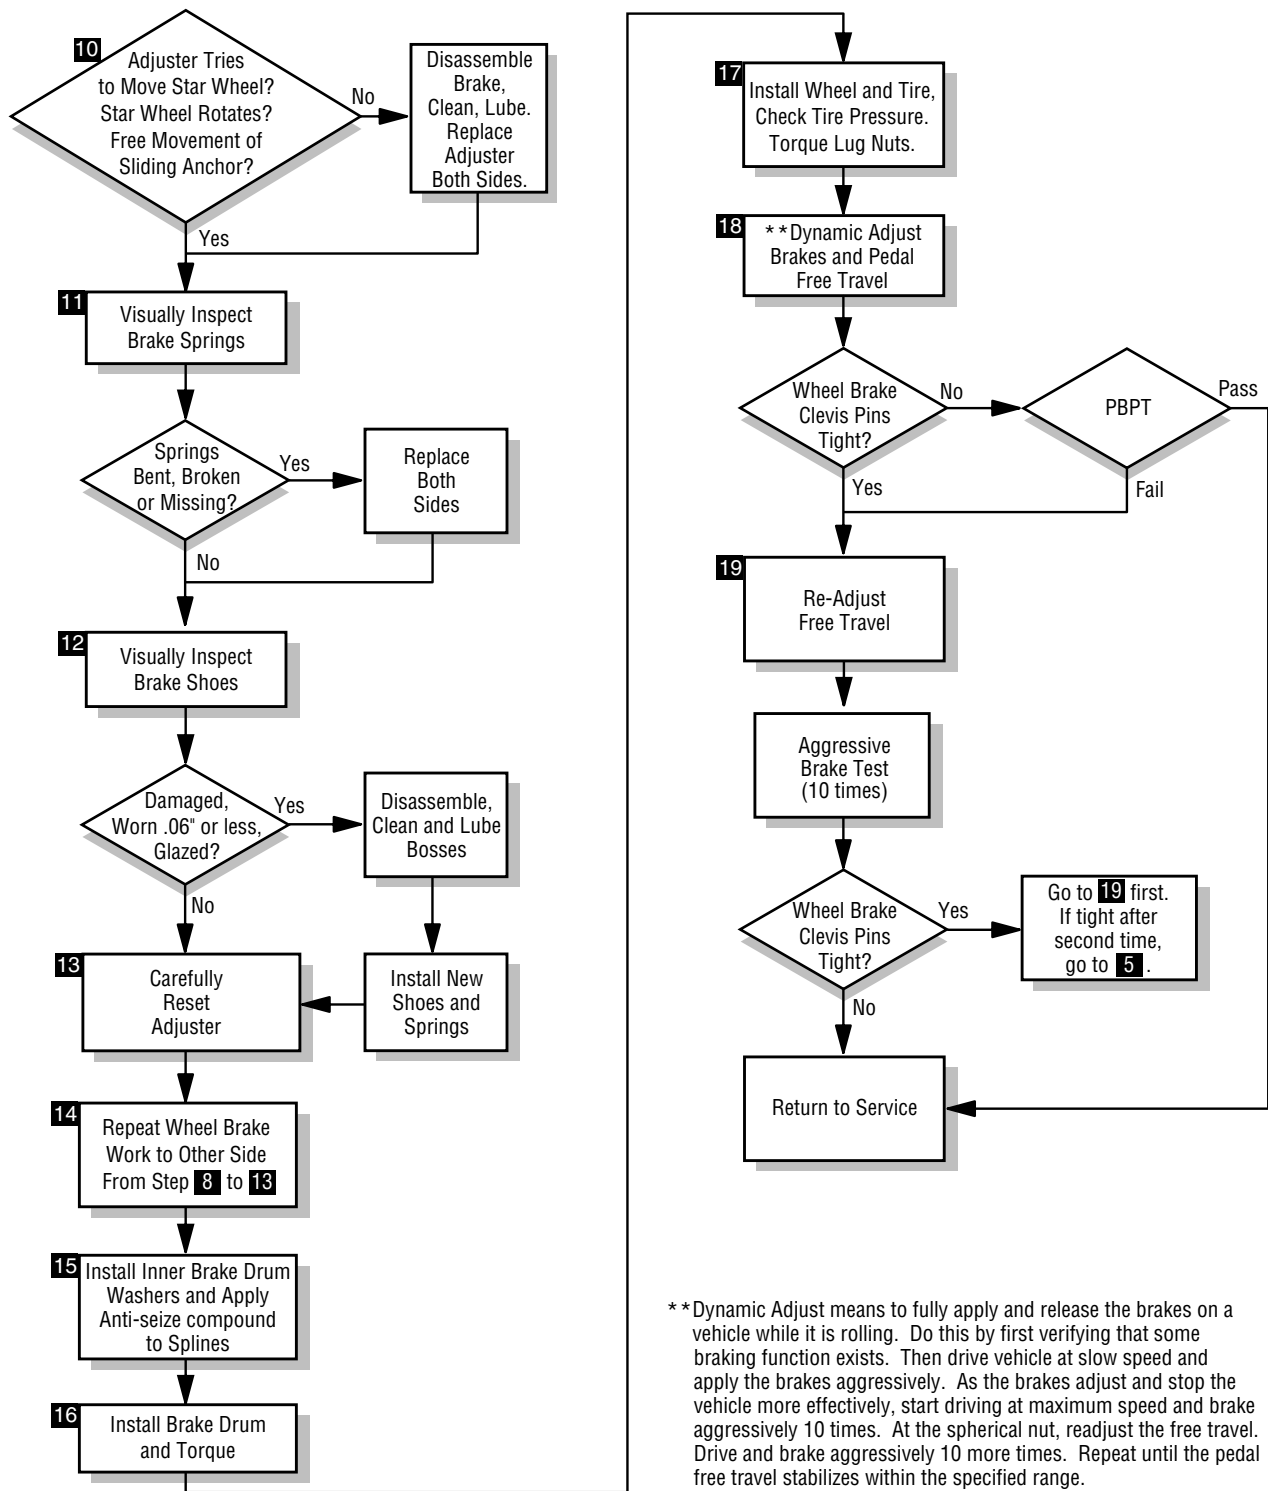 10
Adjuster Tries
to Move Star Wheel?
Star Wheel Rotates?
Free Movement of
Sliding Anchor?
No
Disassemble
Brake,
Clean, Lube.
Replace
Adjuster
Both Sides.
Yes
11
Visually Inspect
Brake Springs
Springs
Bent, Broken
or Missing?
Yes
Replace
Both
Sides
No
12
Visually Inspect
Brake Shoes
Damaged,
Worn .06" or less,
Glazed?
Yes
Disassemble,
Clean and Lube
Bosses
No
13
Carefully
Reset
Adjuster
Install New
Shoes and
Springs
14
Repeat Wheel Brake
Work to Other Side
From Step 8 to 13
15
Install Inner Brake Drum
Washers and Apply
Anti-seize compound
to Splines
16
Install Brake Drum
and Torque
17
Install Wheel and Tire,
Check Tire Pressure.
Torque Lug Nuts.
18
**Dynamic Adjust
Brakes and Pedal
Free Travel
Wheel Brake
Clevis Pins
Tight?
No
PBPT
Pass
Yes
Fail
19
Re-Adjust
Free Travel
Aggressive
Brake Test
(10 times)
Wheel Brake
Clevis Pins
Tight?
Yes
Go to 19 first.
If tight after
second time,
go to 5 .
No
Return to Service
**Dynamic Adjust means to fully apply and release the brakes on a
vehicle while it is rolling. Do this by first verifying that some
braking function exists. Then drive vehicle at slow speed and
apply the brakes aggressively. As the brakes adjust and stop the
vehicle more effectively, start driving at maximum speed and brake
aggressively 10 times. At the spherical nut, readjust the free travel.
Drive and brake aggressively 10 more times. Repeat until the pedal
free travel stabilizes within the specified range.